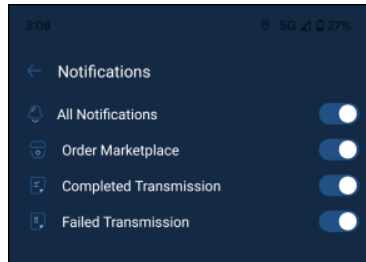 3:08 5G 27%
Notifications
All Notifications
Order Marketplace
Completed Transmission
Failed Transmission